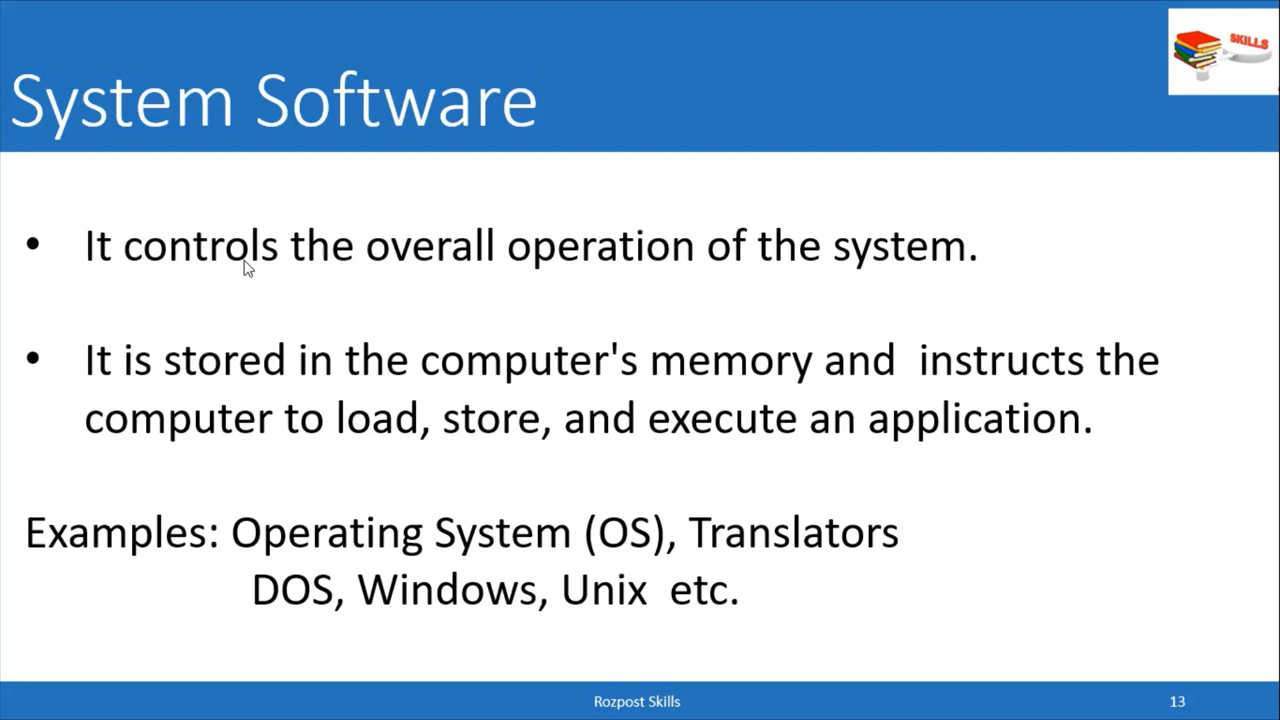 SKILLS
System Software
• It controls the overall operation of the system.
• It is stored in the computer's memory and  instructs the
computer to load, store, and execute an application.
Examples: Operating System (OS), Translators
DOS, Windows, Unix  etc.
Rozpost Skills
13